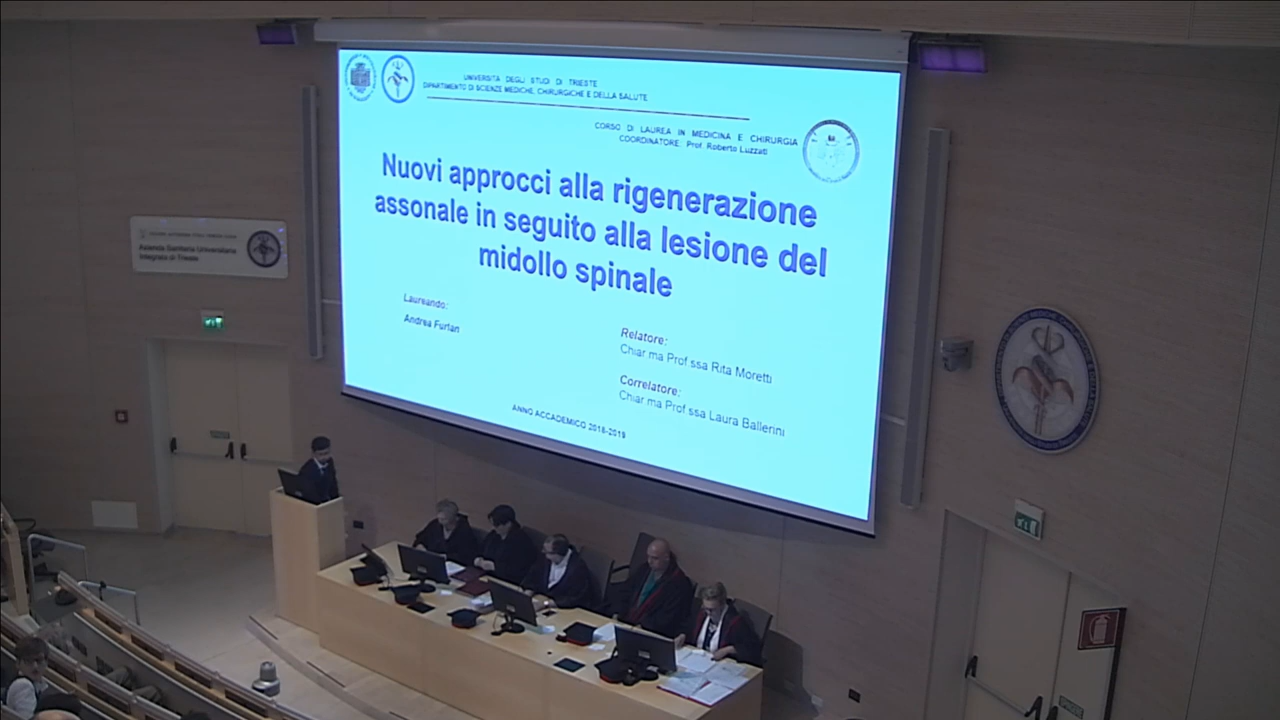 UNIVERSITÀ DEGLI STUDI DI TRIESTE
DIPARTIMENTO DI SCIENZE MEDICHE, CHIRURGICHE E DELLA SALUTE
CORSO DI LAUREA IN MEDICINA E CHIRURGIA
COORDINATORE: Prof. Roberto Luzzati
Nuovi approcci alla rigenerazione
assonale in seguito alla lesione del
midollo spinale
Laureando:
Andrea Furlan
Relatore:
Chiar.ma Prof.ssa Rita Moretti
Correlatore:
Chiar.ma Prof.ssa Laura Ballerini
ANNO ACCADEMICO 2018-2019
Azienda Sanitaria Universitaria
Integrata di Trieste